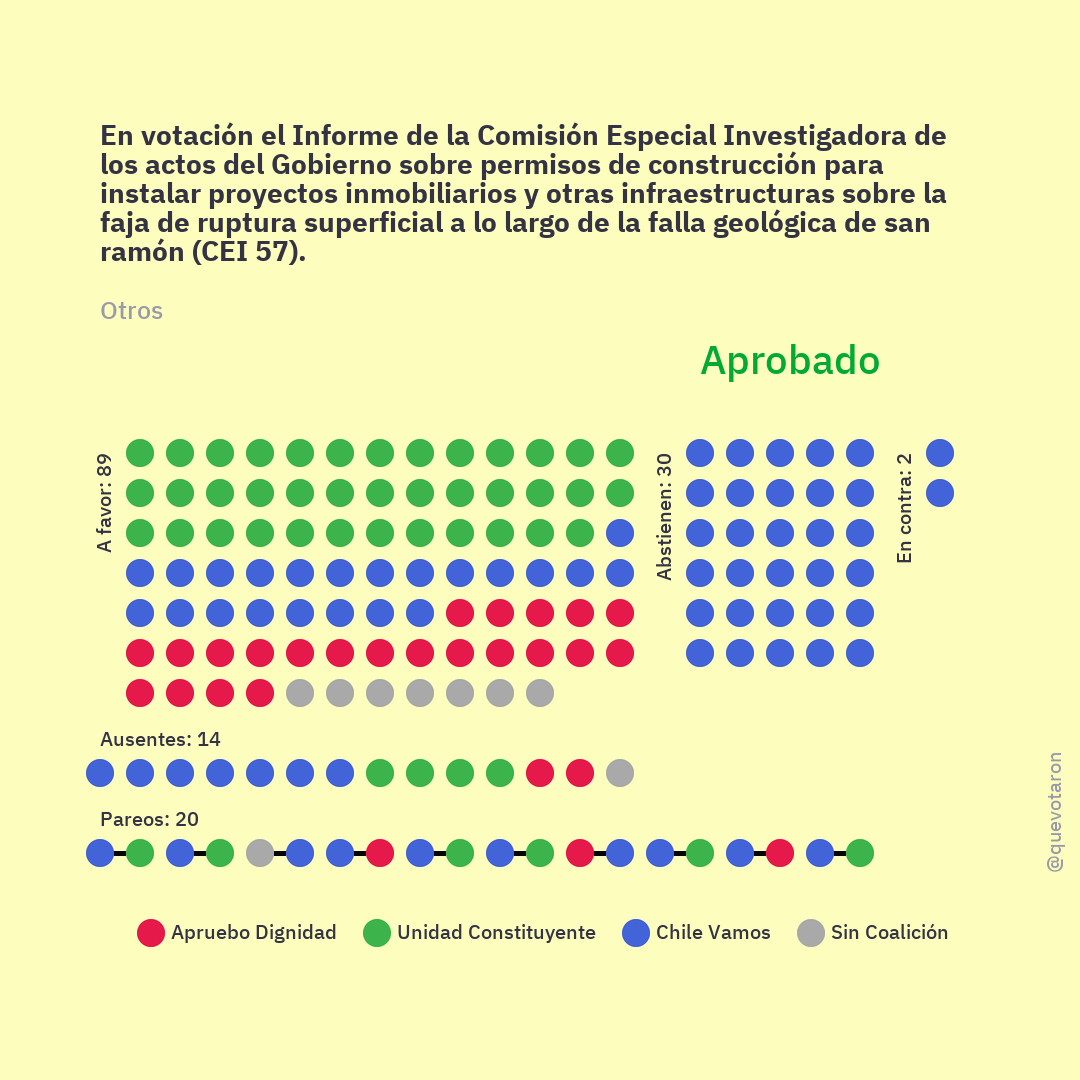 En votación el Informe de la Comisión Especial Investigadora de
los actos del Gobierno sobre permisos de construcción para
instalar proyectos inmobiliarios y otras infraestructuras sobre la
faja de ruptura superficial a lo largo de la falla geológica de san
ramón (CEI 57).
Otros
Aprobado
A favor: 89
Abstienen: 30
En contra: 2
Ausentes: 14
Pareos: 20
@quevotaron
Apruebo Dignidad
Unidad Constituyente
Chile Vamos
Sin Coalición